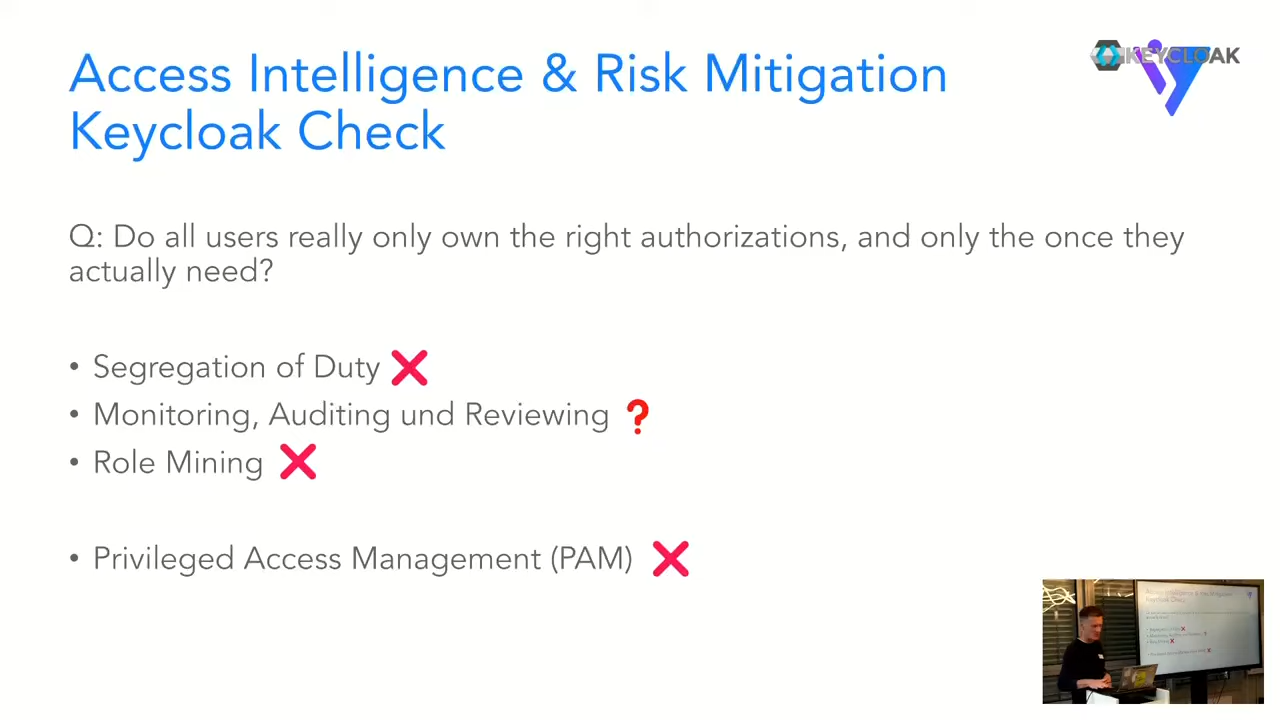 Access Intelligence & Risk Mitigation
Keycloak Check
KEYCLOAK
Q: Do all users really only own the right authorizations, and only the once they
actually need?
• Segregation of Duty ❌
• Monitoring, Auditing und Reviewing ❓
• Role Mining ❌
• Privileged Access Management (PAM) ❌